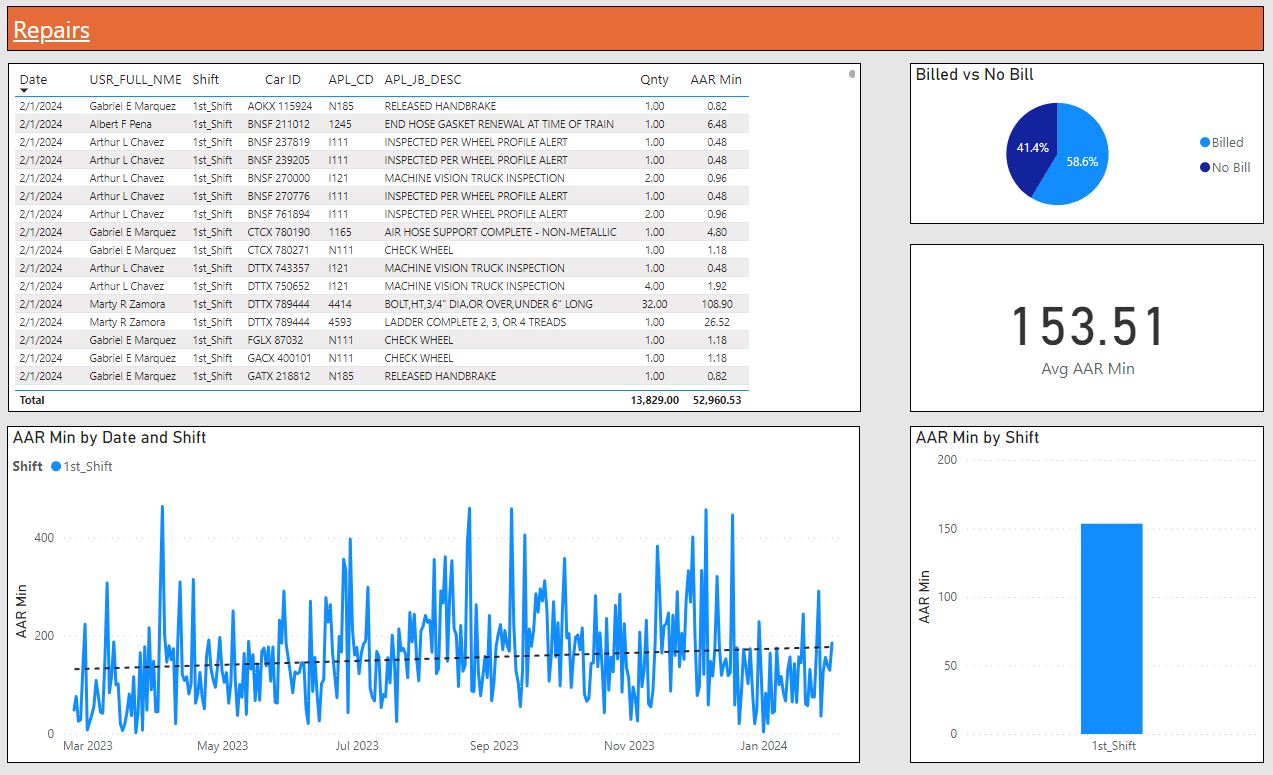 Repairs
Date USR_FULL_NME Shift Car ID APL_CD APL_JB_DESC Qnty AAR Min
2/1/2024 Gabriel E Marquez 1st_Shift AOKX 115924 N185 RELEASED HANDBRAKE 1.00 0.82
2/1/2024 Albert F Pena 1st_Shift BNSF 211012 1245 END HOSE GASKET RENEWAL AT TIME OF TRAIN 1.00 6.48
2/1/2024 Arthur L Chavez 1st_Shift BNSF 237819 I111 INSPECTED PER WHEEL PROFILE ALERT 1.00 0.48
2/1/2024 Arthur L Chavez 1st_Shift BNSF 239205 I111 INSPECTED PER WHEEL PROFILE ALERT 1.00 0.48
2/1/2024 Arthur L Chavez 1st_Shift BNSF 270000 I121 MACHINE VISION TRUCK INSPECTION 2.00 0.96
2/1/2024 Arthur L Chavez 1st_Shift BNSF 270776 I111 INSPECTED PER WHEEL PROFILE ALERT 1.00 0.48
2/1/2024 Arthur L Chavez 1st_Shift BNSF 761894 I111 INSPECTED PER WHEEL PROFILE ALERT 2.00 0.96
2/1/2024 Gabriel E Marquez 1st_Shift CTCX 780190 1165 AIR HOSE SUPPORT COMPLETE - NON-METALLIC 1.00 4.80
2/1/2024 Gabriel E Marquez 1st_Shift CTCX 780271 N111 CHECK WHEEL 1.00 1.18
2/1/2024 Arthur L Chavez 1st_Shift DTTX 743357 I121 MACHINE VISION TRUCK INSPECTION 1.00 0.48
2/1/2024 Arthur L Chavez 1st_Shift DTTX 750652 I121 MACHINE VISION TRUCK INSPECTION 4.00 1.92
2/1/2024 Marty R Zamora 1st_Shift DTTX 789444 4414 BOLT,HT,3/4" DIA.OR OVER,UNDER 6" LONG 32.00 108.90
2/1/2024 Marty R Zamora 1st_Shift DTTX 789444 4593 LADDER COMPLETE 2, 3, OR 4 TREADS 1.00 26.52
2/1/2024 Gabriel E Marquez 1st_Shift FGLX 87032 N111 CHECK WHEEL 1.00 1.18
2/1/2024 Gabriel E Marquez 1st_Shift GACX 400101 N111 CHECK WHEEL 1.00 1.18
2/1/2024 Gabriel E Marquez 1st_Shift GATX 218812 N185 RELEASED HANDBRAKE 1.00 0.82
Total 13,829.00 52,960.53
Billed vs No Bill
41.4%
58.6%
Billed
No Bill
153.51
Avg AAR Min
AAR Min by Date and Shift
Shift 1st_Shift
AAR Min
400
200
0
Mar 2023 May 2023 Jul 2023 Sep 2023 Nov 2023 Jan 2024
AAR Min by Shift
AAR Min
200
150
100
50
0
1st_Shift